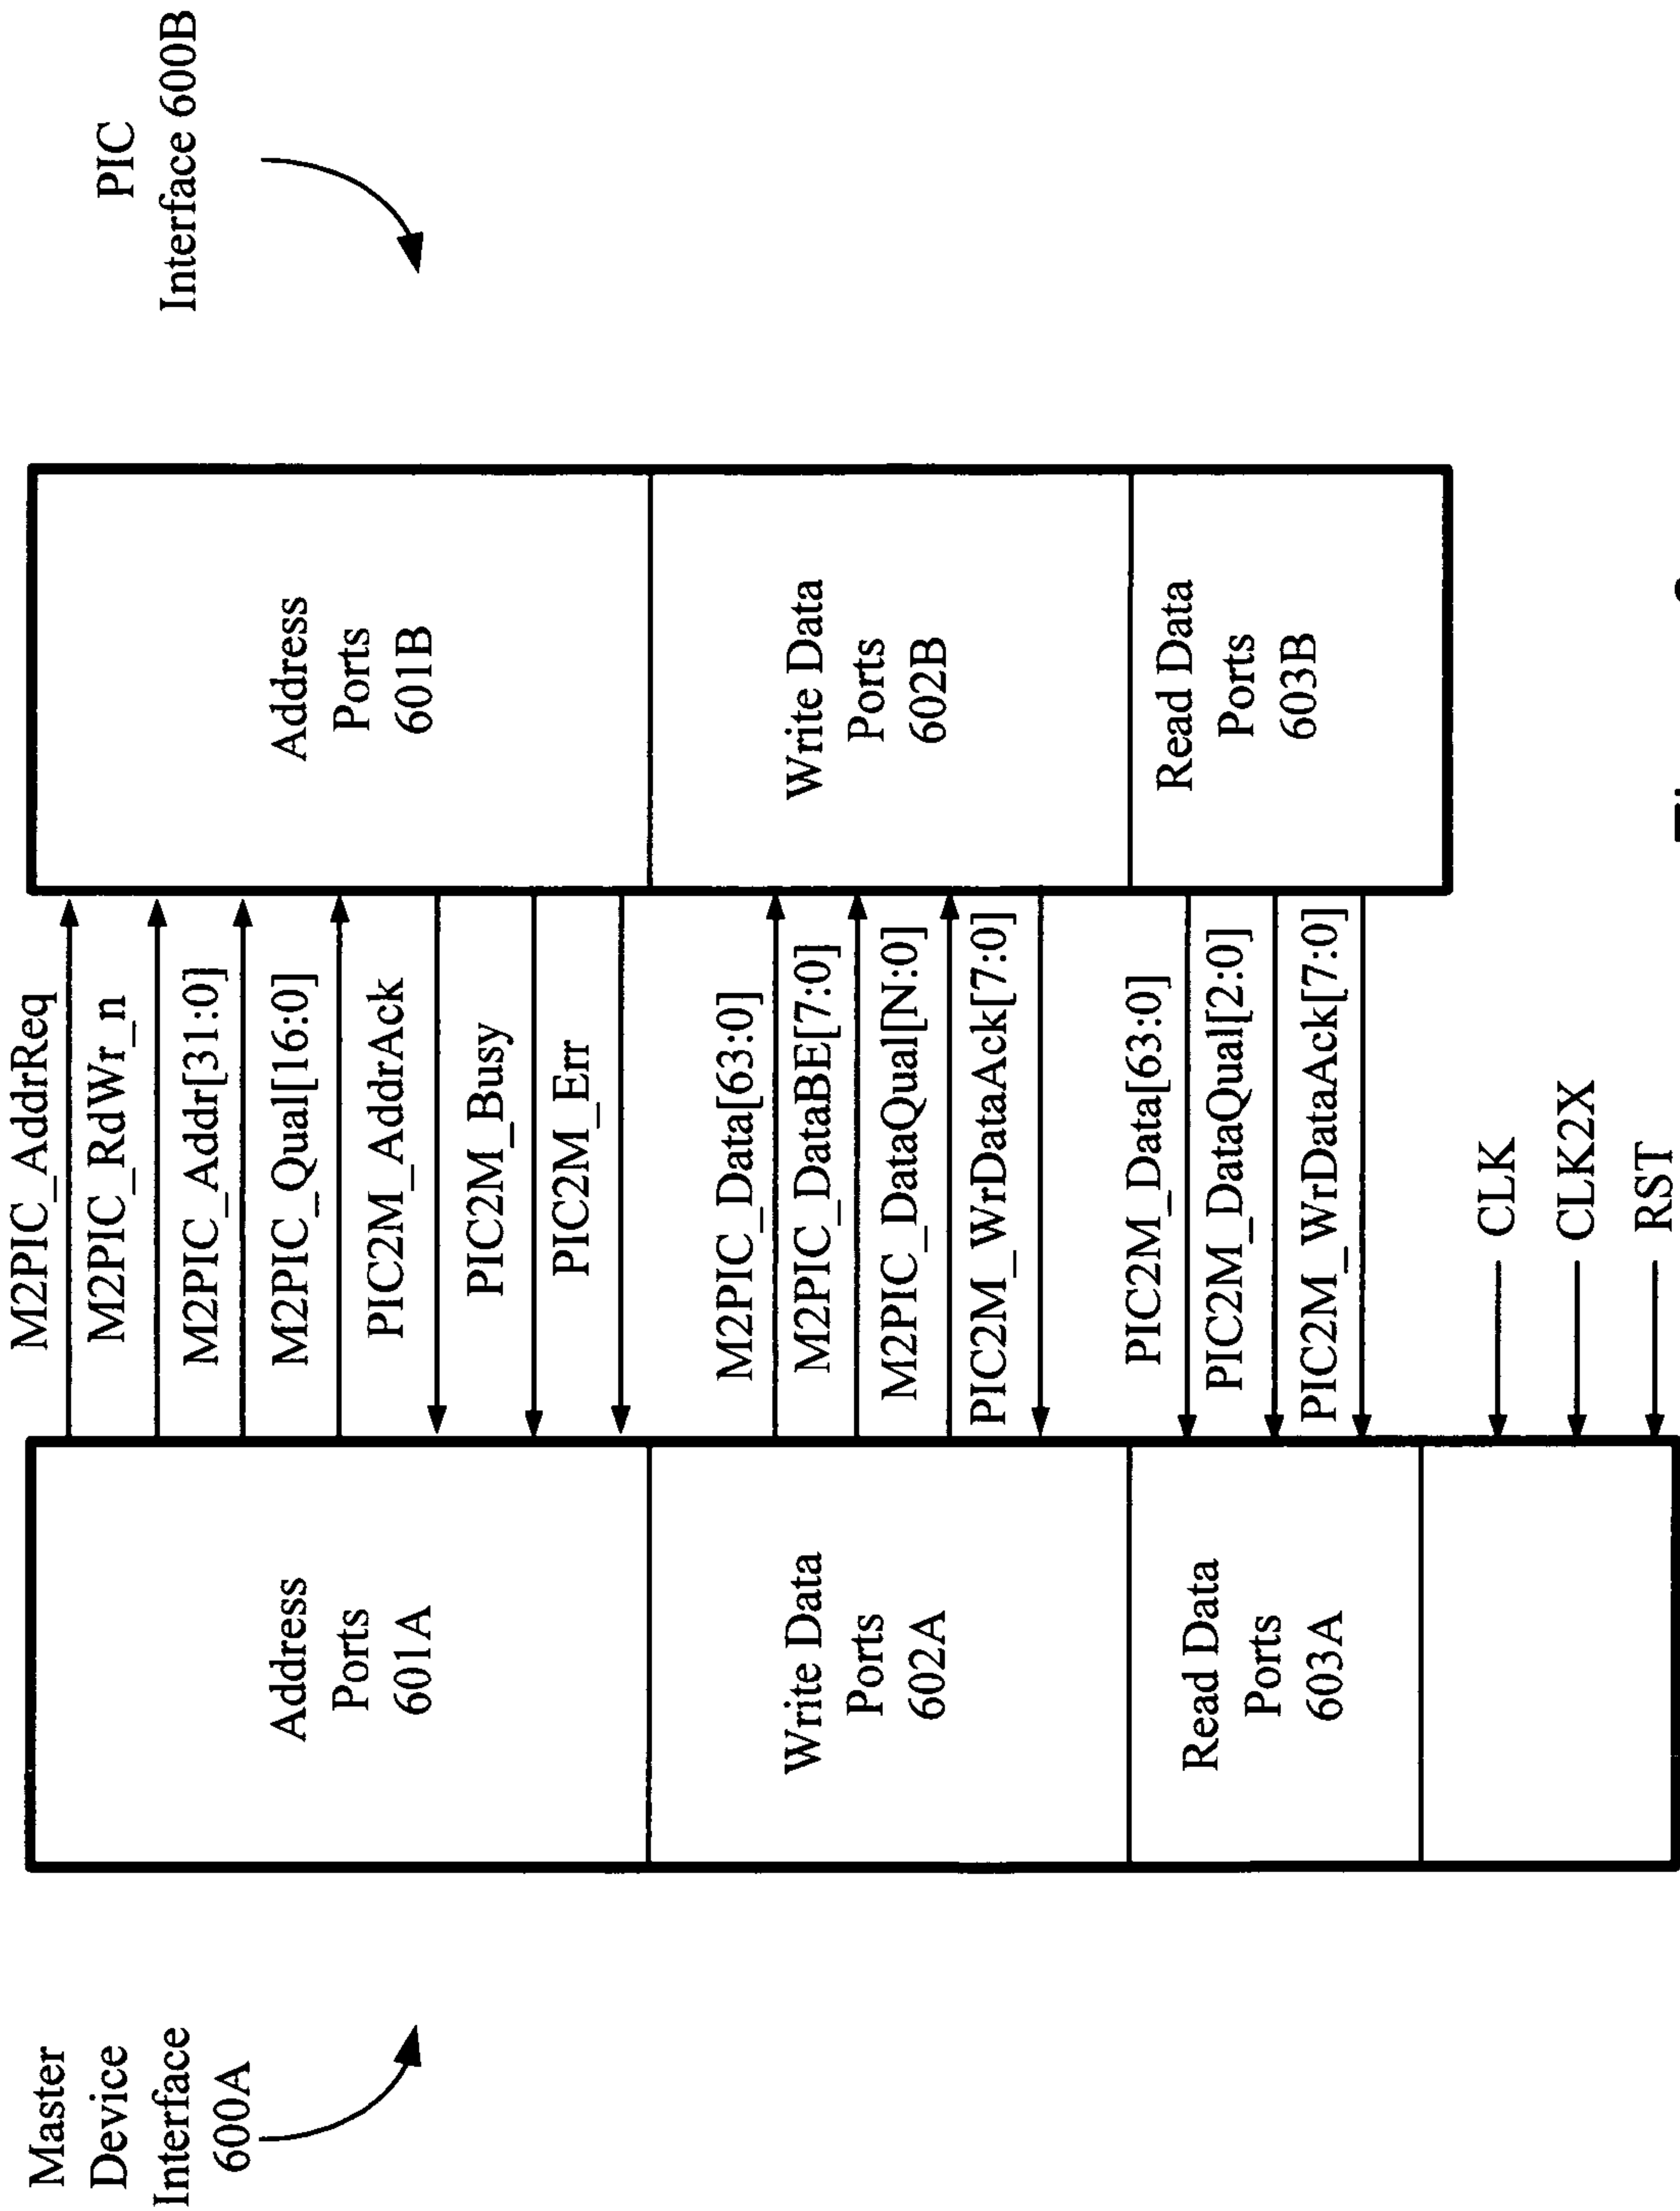 Master
Device
Interface
600A
PIC
Interface 600B
Address
Ports
601A
Write Data
Ports
602A
Read Data
Ports
603A
M2PIC_AddrReq
M2PIC_RdWr_n
M2PIC_Addr[31:0]
M2PIC_Qual[16:0]
PIC2M_AddrAck
PIC2M_Busy
PIC2M_Err
M2PIC_Data[63:0]
M2PIC_DataBE[7:0]
M2PIC_DataQual[N:0]
PIC2M_WrDataAck[7:0]
PIC2M_Data[63:0]
PIC2M_DataQual[2:0]
PIC2M_WrDataAck[7:0]
CLK
CLK2X
RST
Address
Ports
601B
Write Data
Ports
602B
Read Data
Ports
603B